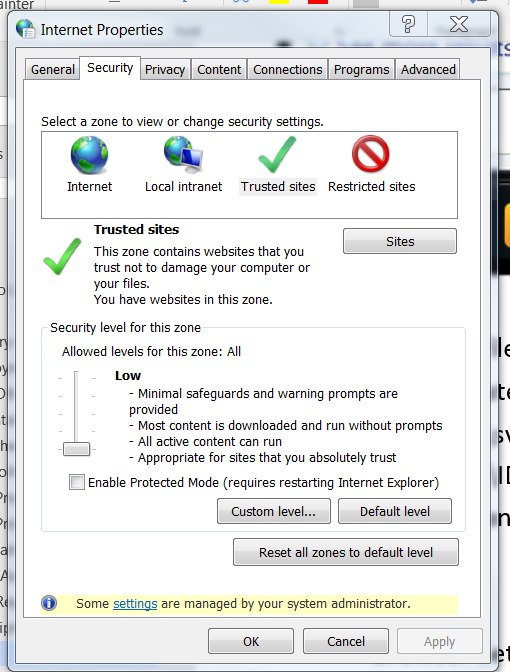 ainter
Internet Properties
?
General Security Privacy Content Connections Programs Advanced
Select a zone to view or change security settings.
Internet Local intranet Trusted sites Restricted sites
Trusted sites
Sites
This zone contains websites that you
trust not to damage your computer or
your files.
You have websites in this zone.
Security level for this zone
Allowed levels for this zone: All
Low
- Minimal safeguards and warning prompts are
provided
- Most content is downloaded and run without prompts
- All active content can run
- Appropriate for sites that you absolutely trust
Enable Protected Mode (requires restarting Internet Explorer)
Custom level... Default level
Reset all zones to default level
Some settings are managed by your system administrator.
OK Cancel Apply